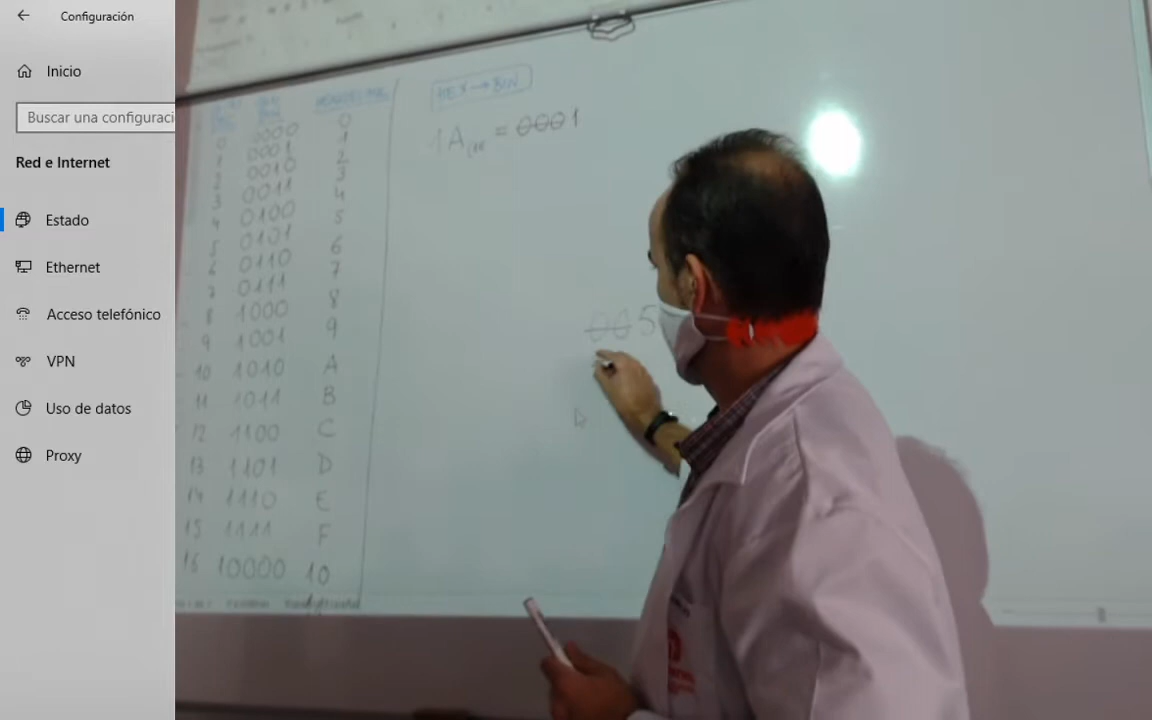 Configuración
Inicio
Buscar una configuraci
Red e Internet
Estado
Ethernet
Acceso telefónico
VPN
Uso de datos
Proxy
HEX → BIN
1A = 0001
005
0 0000 0
1 0001 1
2 0010 2
3 0011 3
4 0100 4
5 0101 5
6 0110 6
7 0111 7
8 1000 8
9 1001 9
10 1010 A
11 1011 B
12 1100 C
13 1101 D
14 1110 E
15 1111 F
16 10000 10